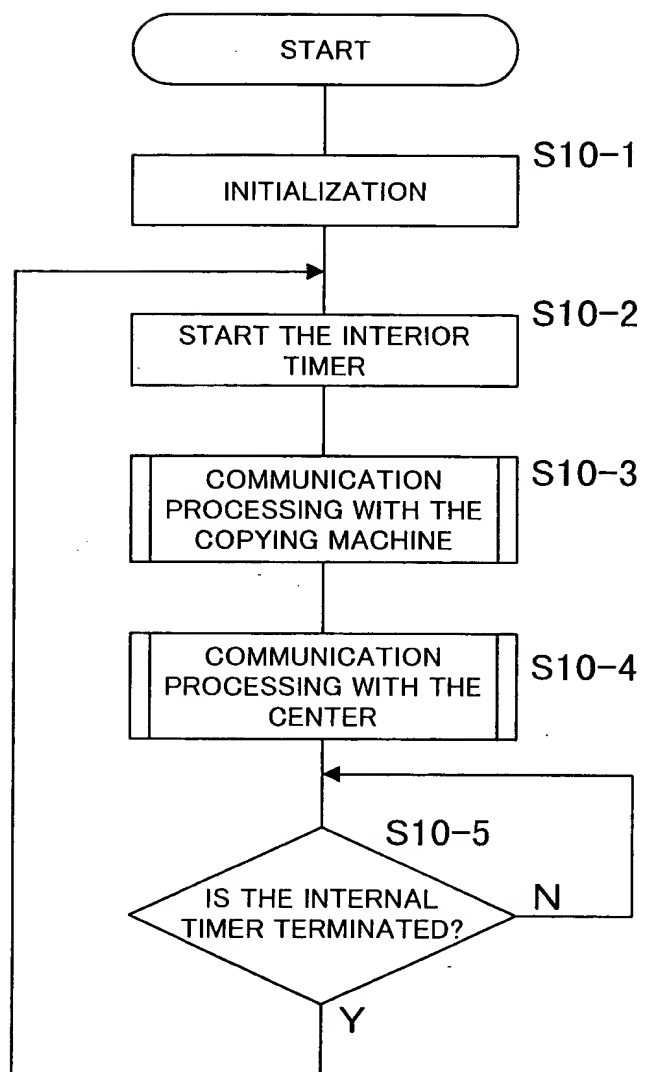 START
S10-1
INITIALIZATION
S10-2
START THE INTERIOR
TIMER
S10-3
COMMUNICATION
PROCESSING WITH THE
COPYING MACHINE
S10-4
COMMUNICATION
PROCESSING WITH THE
CENTER
S10-5
IS THE INTERNAL
TIMER TERMINATED?
N
Y